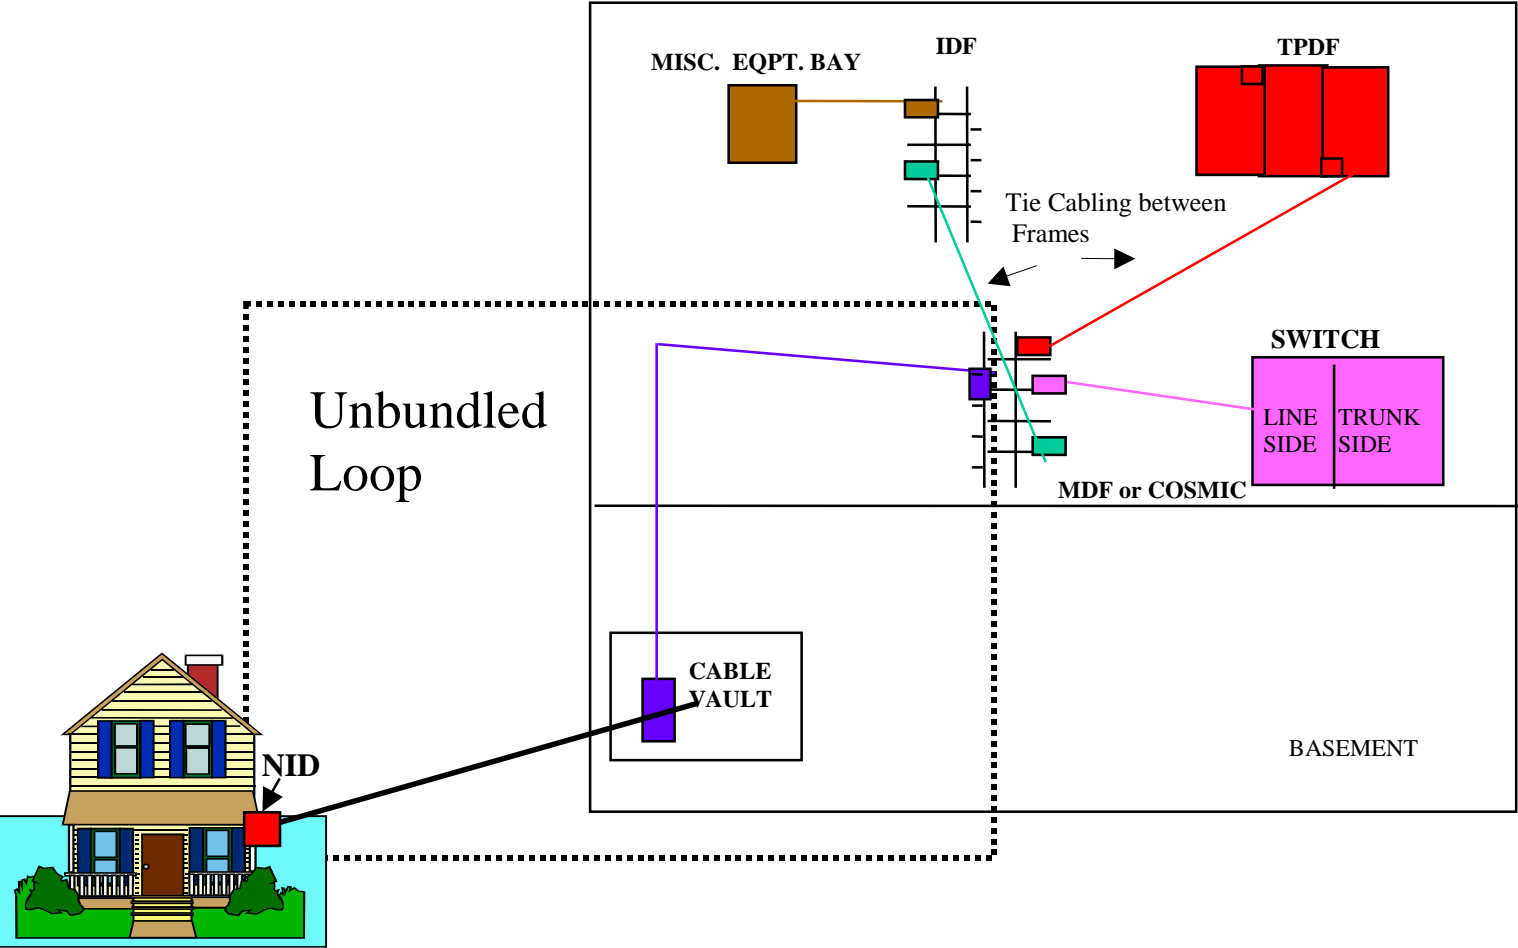 IDF
TPDF
MISC. EQPT. BAY
Tie Cabling between
Frames
SWITCH
Unbundled
Loop
LINE
SIDE
TRUNK
SIDE
MDF or COSMIC
CABLE
VAULT
BASEMENT
NID